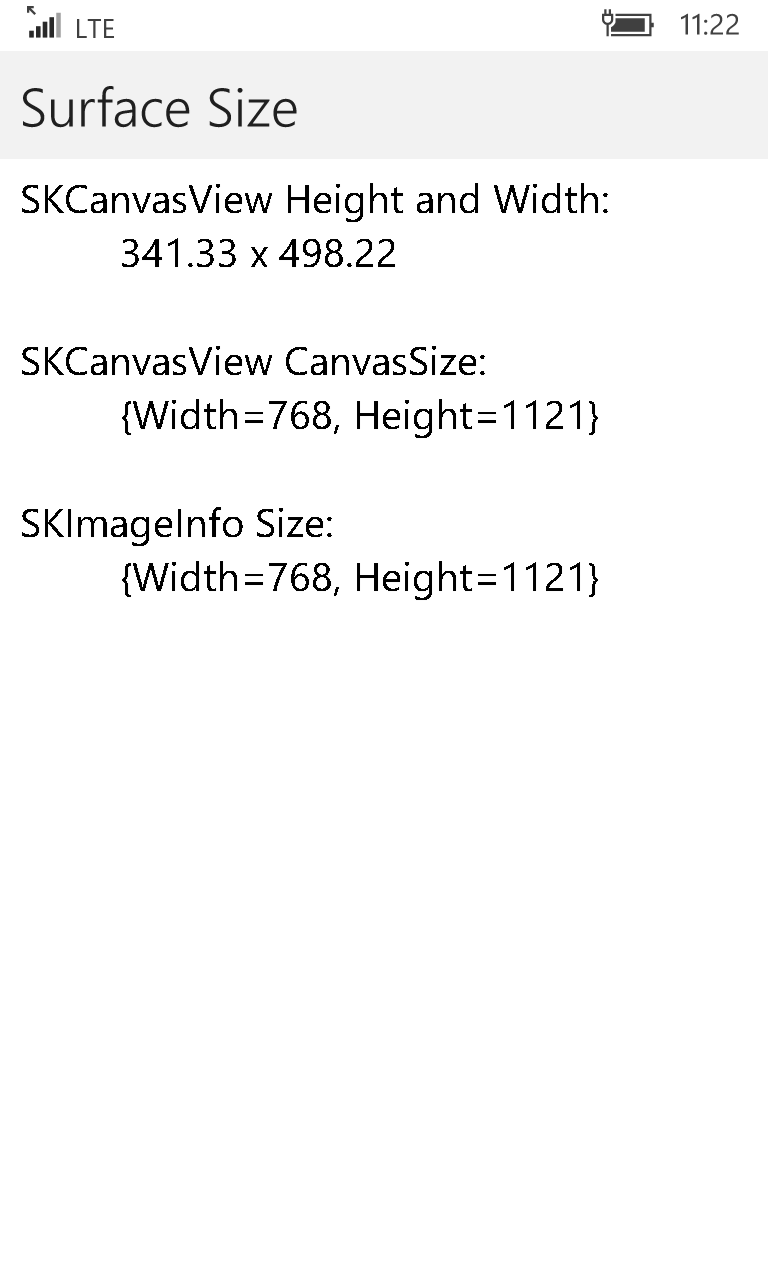 LTE 11:22
Surface Size
SKCanvasView Height and Width:
341.33 x 498.22
SKCanvasView CanvasSize:
{Width=768, Height=1121}
SKImageInfo Size:
{Width=768, Height=1121}